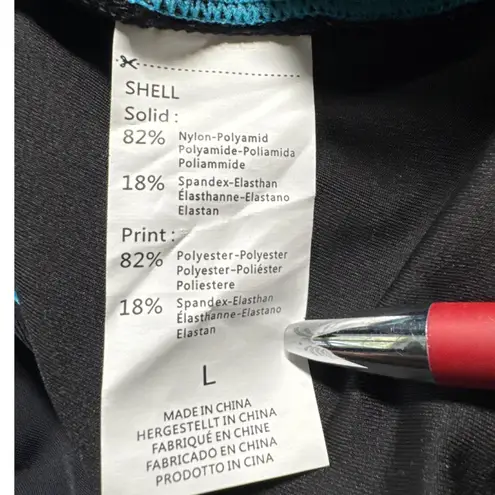 SHELL
Solid :
82% Nylon-Polyamid
Polyamide-Poliamida
Poliammide
18% Spandex-Elasthan
Élasthanne-Elastano
Elastan
Print :
82% Polyester-Polyester
Polyester-Poliéster
Poliestere
18% Spandex-Elasthan
Élasthanne-Elastano
Elastan
L
MADE IN CHINA
HERGESTELLT IN CHINA
FABRIQUÉ EN CHINE
FABRICADO EN CHINA
PRODOTTO IN CINA